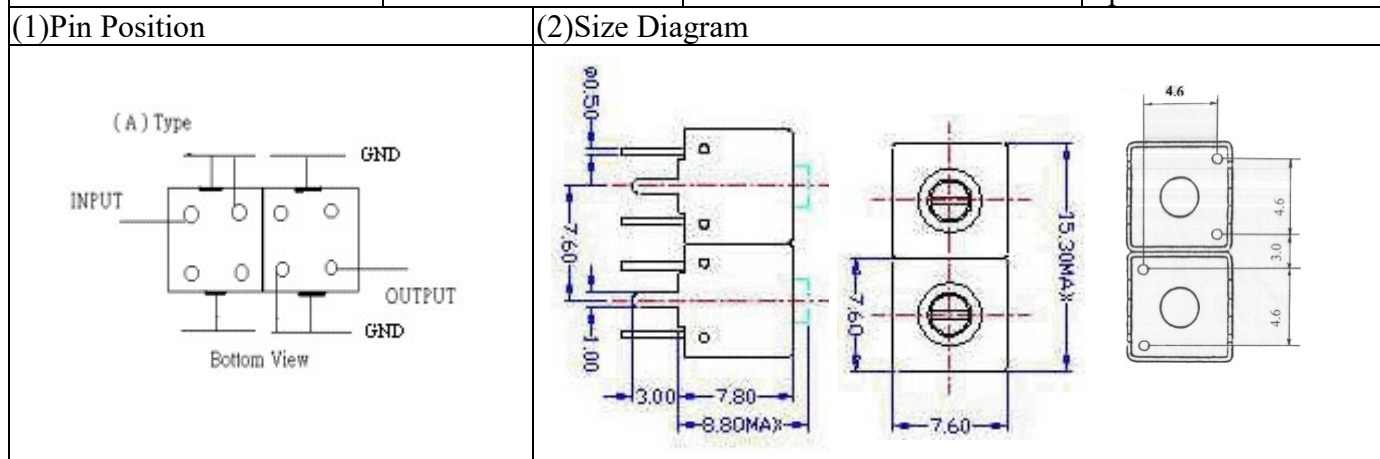 (1)Pin Position
(2)Size Diagram
(A)Type
GND
INPUT
OUTPUT
GND
Bottom View
φ0.50
7.60
1.00
3.00
7.80
8.80MAX
15.30MAX
7.60
7.60
4.6
4.6
3.0
4.6